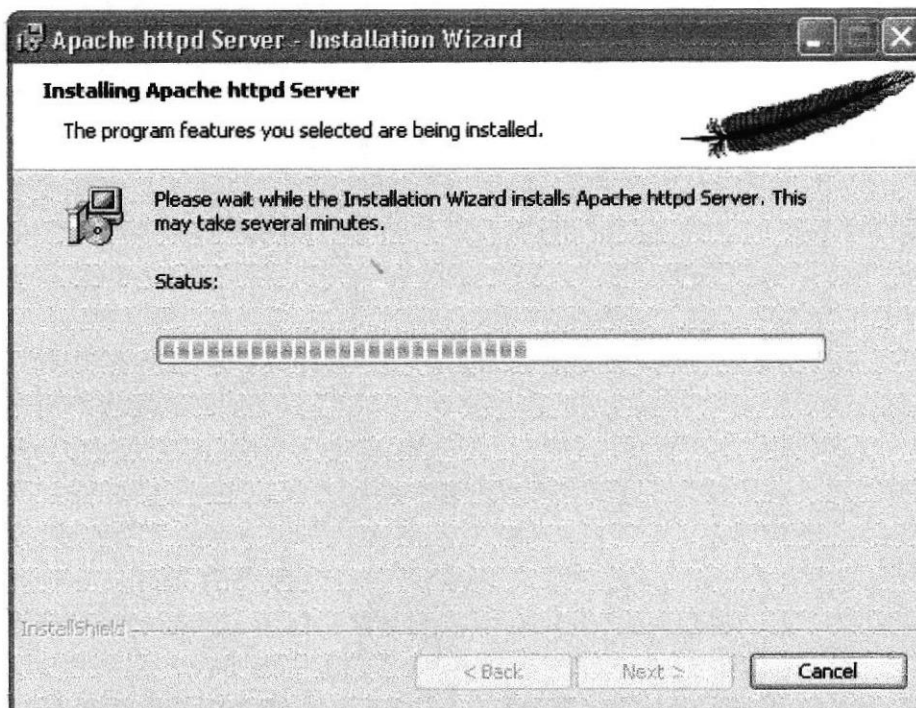 Apache httpd Server - Installation Wizard
Installing Apache httpd Server
The program features you selected are being installed.
Please wait while the Installation Wizard installs Apache httpd Server. This
may take several minutes.
Status:
InstallShield
< Back
Next >
Cancel